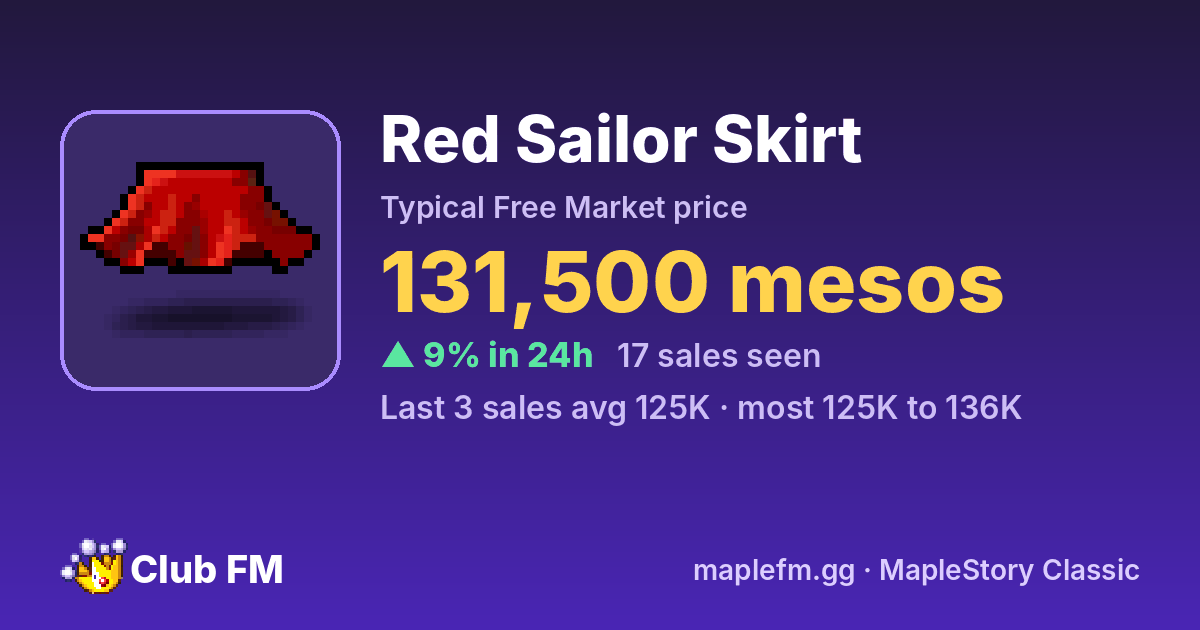 Red Sailor Skirt
Typical Free Market price
131,500 mesos
▲ 9% in 24h 17 sales seen
Last 3 sales avg 125K · most 125K to 136K
Club FM
maplefm.gg · MapleStory Classic